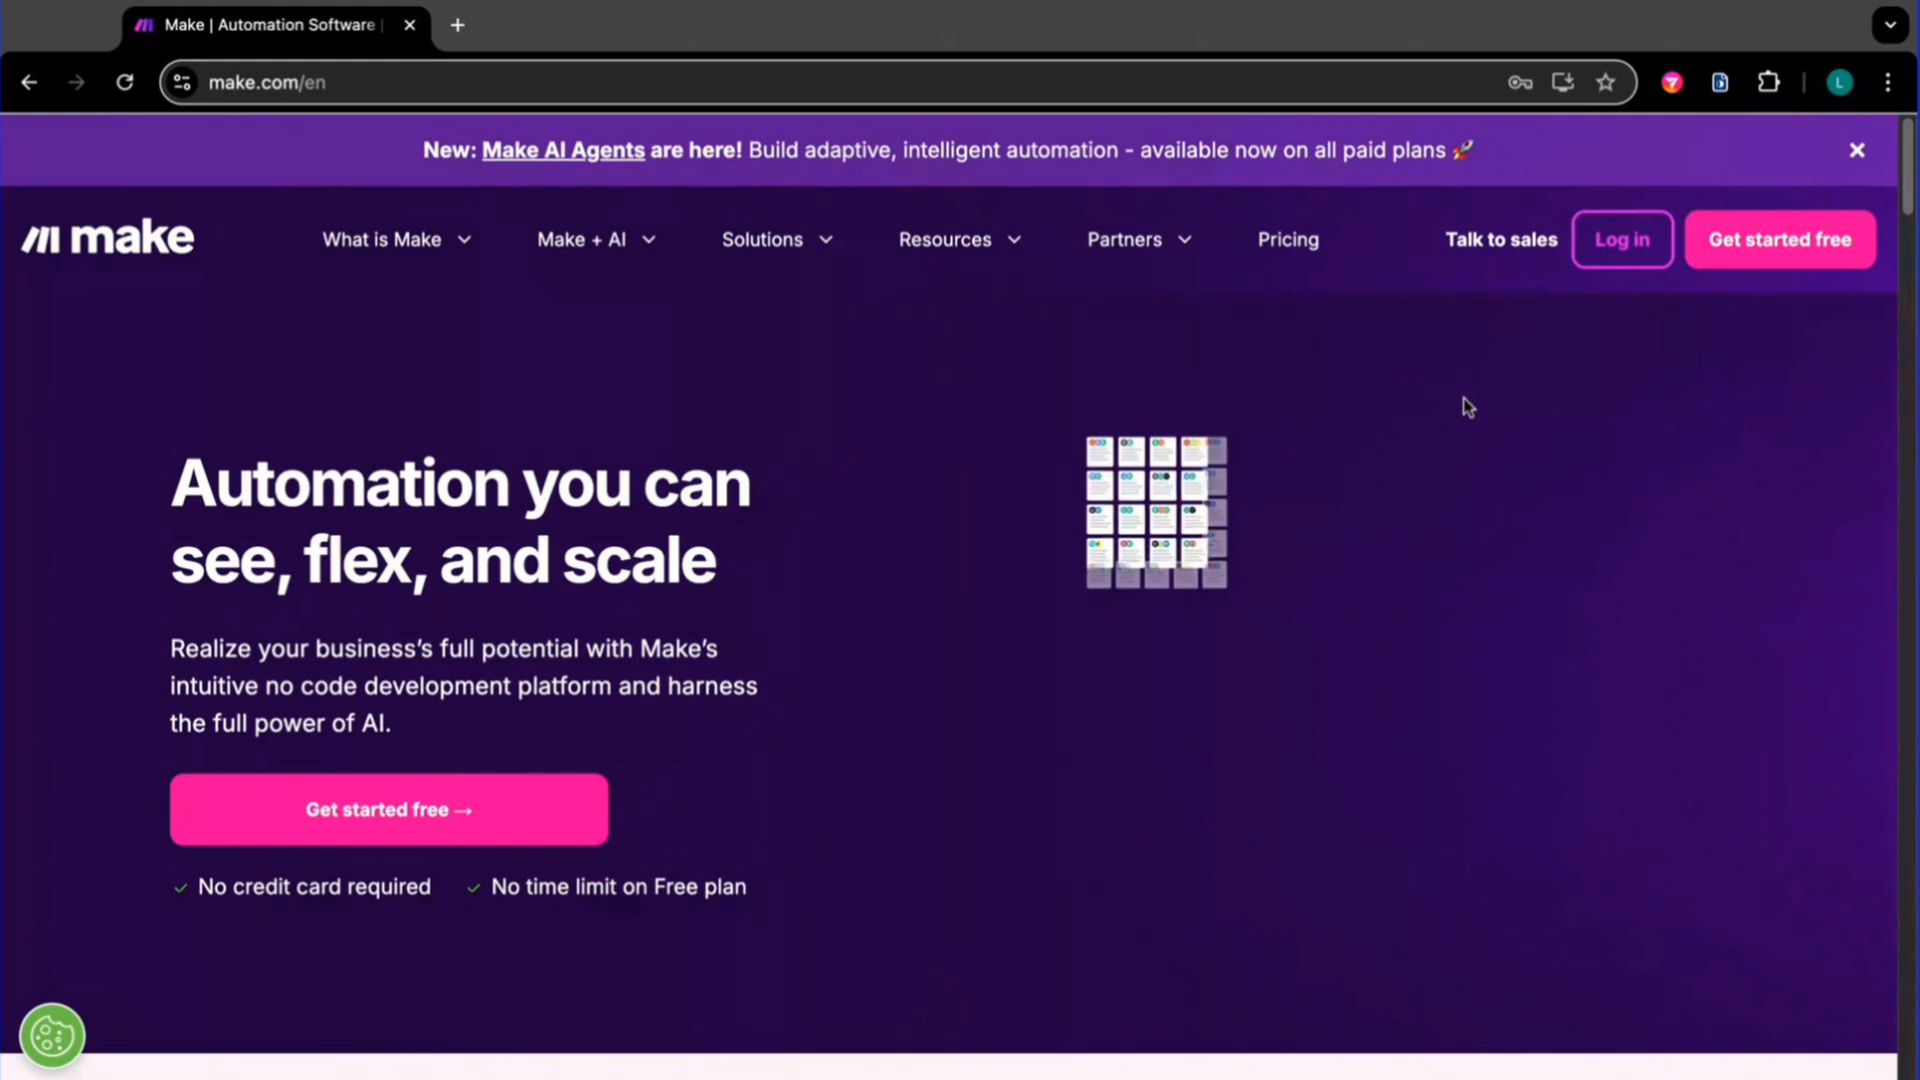 Make | Automation Software
make.com/en
L
New: Make AI Agents are here! Build adaptive, intelligent automation - available now on all paid plans 🚀
make
What is Make
Make + AI
Solutions
Resources
Partners
Pricing
Talk to sales
Log in
Get started free
Automation you can
see, flex, and scale
Realize your business’s full potential with Make’s
intuitive no code development platform and harness
the full power of AI.
Get started free →
No credit card required
No time limit on Free plan